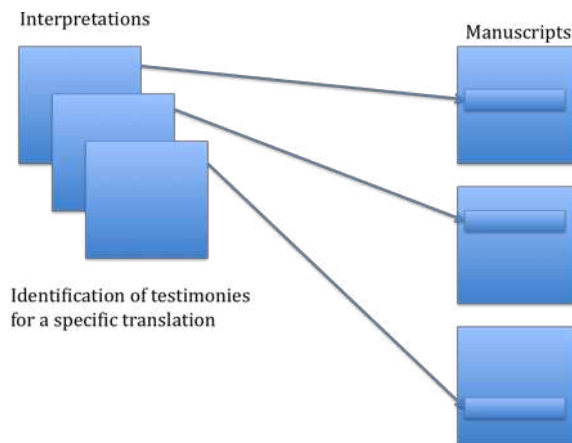 Interpretations
Manuscripts
Identification of testimonies
for a specific translation